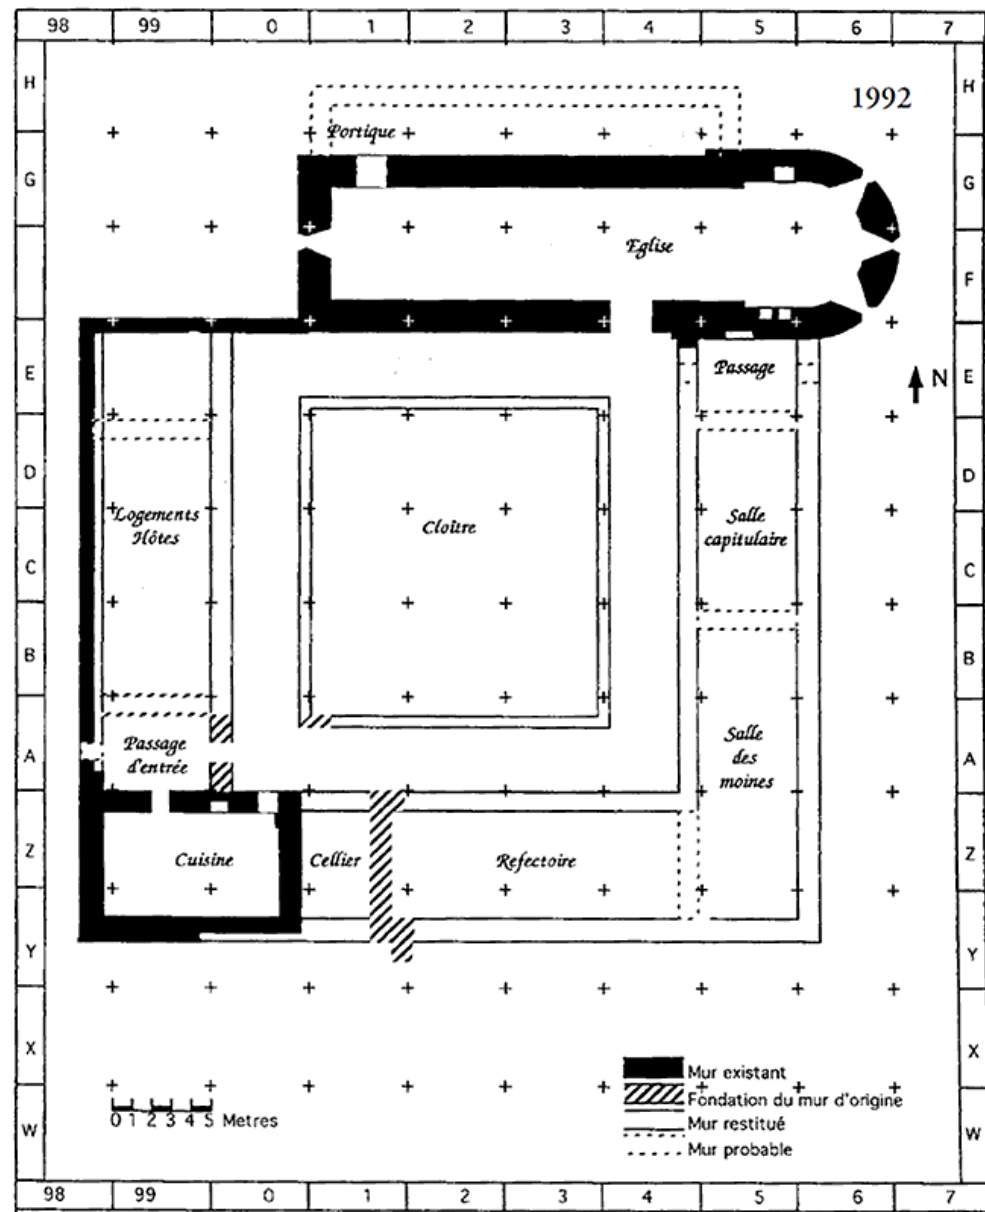 98 99 0 1 2 3 4 5 6 7
H H
1992
Portique
G G
Eglise
F F
E E
Passage
N
D D
Logements
Hôtes
Cloître
Salle
capitulaire
C C
B B
A A
Passage
d'entrée
Salle
des
moines
Z Z
Cuisine
Cellier
Refectoire
Y Y
X X
Mur existant
Fondation du mur d'origine
0 1 2 3 4 5 Metres
Mur restitué
W W
Mur probable
98 99 0 1 2 3 4 5 6 7